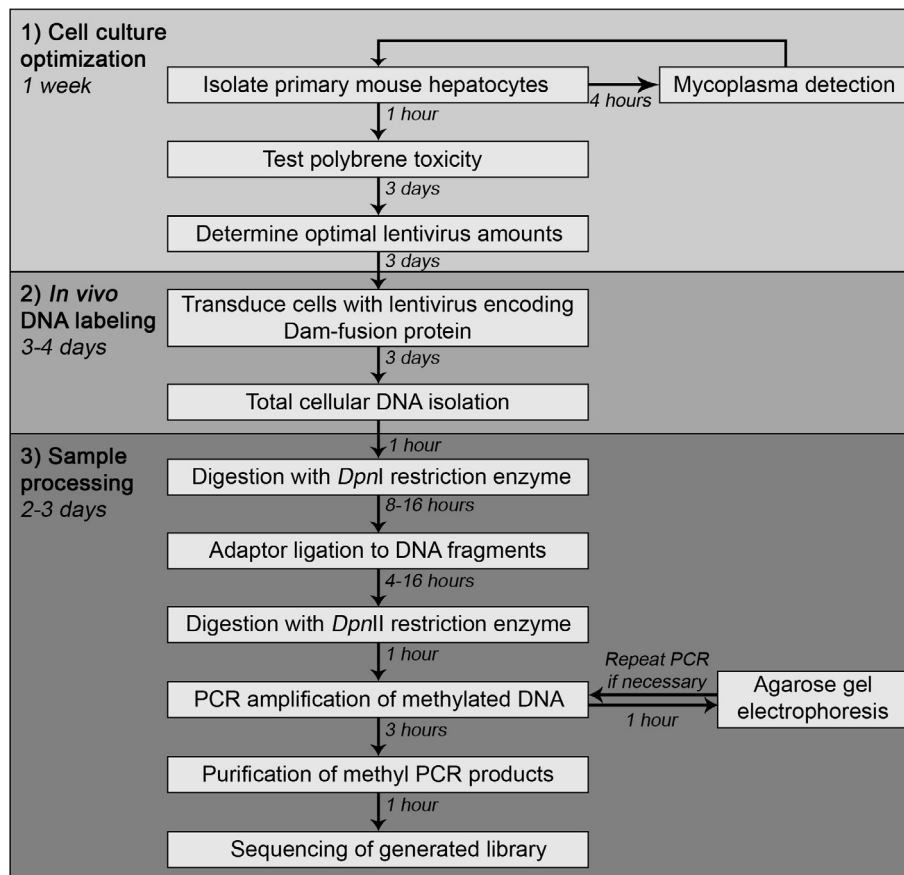 1) Cell culture
optimization
1 week
Isolate primary mouse hepatocytes
4 hours
Mycoplasma detection
1 hour
Test polybrene toxicity
3 days
Determine optimal lentivirus amounts
3 days
2) In vivo
DNA labeling
3-4 days
Transduce cells with lentivirus encoding
Dam-fusion protein
3 days
Total cellular DNA isolation
1 hour
3) Sample
processing
2-3 days
Digestion with DpnI restriction enzyme
8-16 hours
Adaptor ligation to DNA fragments
4-16 hours
Digestion with DpnII restriction enzyme
1 hour
Repeat PCR
if necessary
PCR amplification of methylated DNA
1 hour
Agarose gel
electrophoresis
3 hours
Purification of methyl PCR products
1 hour
Sequencing of generated library